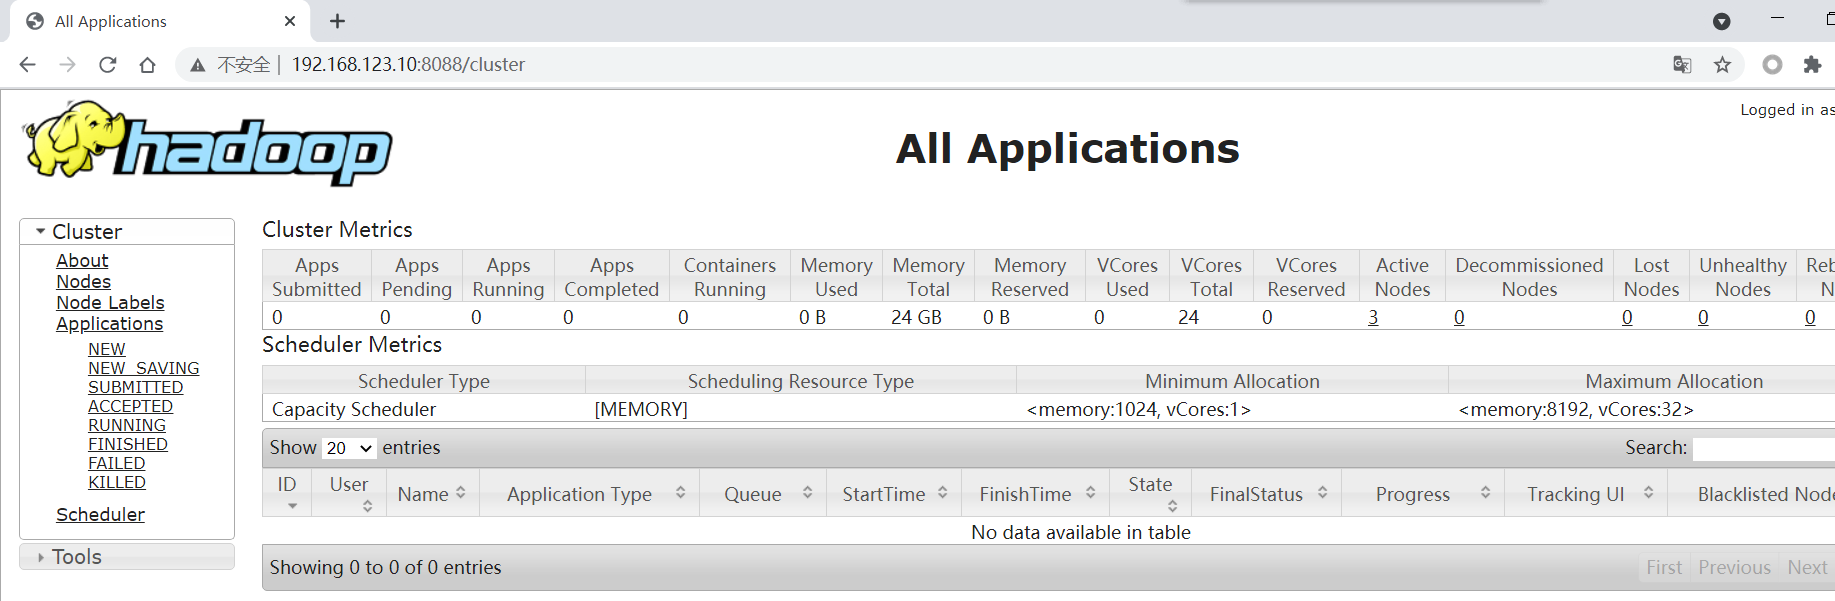 All Applications
不安全 | 192.168.123.10:8088/cluster
Logged in as
hadoop
All Applications
Cluster
About
Nodes
Node Labels
Applications
NEW
NEW_SAVING
SUBMITTED
ACCEPTED
RUNNING
FINISHED
FAILED
KILLED
Scheduler
Tools
Cluster Metrics
Apps Submitted Apps Pending Apps Running Apps Completed Containers Running Memory Used Memory Total Memory Reserved VCores Used VCores Total VCores Reserved Active Nodes Decommissioned Nodes Lost Nodes Unhealthy Nodes Reb N
0 0 0 0 0 0 B 24 GB 0 B 0 24 0 3 0 0 0 0
Scheduler Metrics
Scheduler Type Scheduling Resource Type Minimum Allocation Maximum Allocation
Capacity Scheduler [MEMORY] <memory:1024, vCores:1> <memory:8192, vCores:32>
Show 20 entries Search:
ID User Name Application Type Queue StartTime FinishTime State FinalStatus Progress Tracking UI Blacklisted Node
No data available in table
Showing 0 to 0 of 0 entries First Previous Next